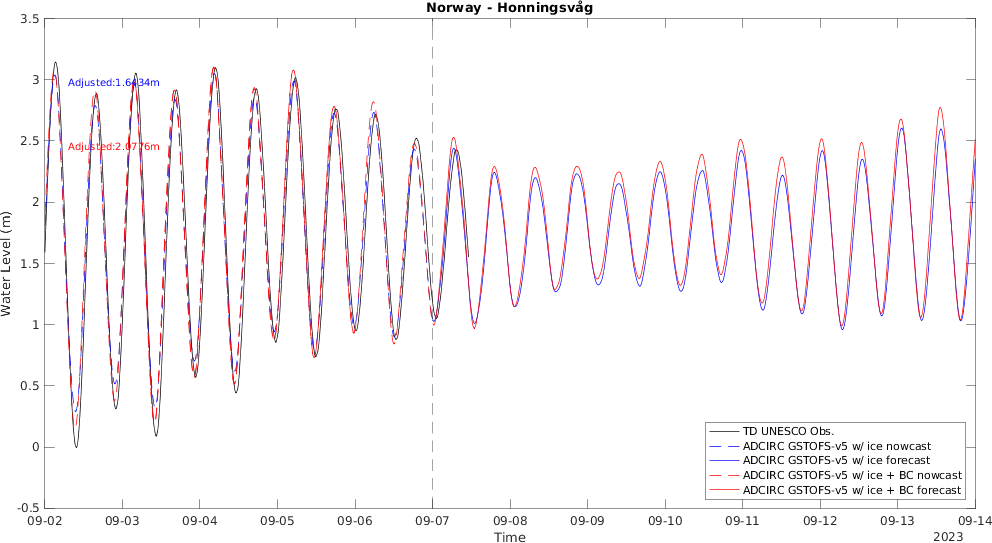 Norway - Honningsvåg
3.5
3
2.5
2
1.5
1
0.5
0
-0.5
Water Level (m)
Adjusted:1.6434m
Adjusted:2.0776m
TD UNESCO Obs.
ADCIRC GSTOFS-v5 w/ ice nowcast
ADCIRC GSTOFS-v5 w/ ice forecast
ADCIRC GSTOFS-v5 w/ ice + BC nowcast
ADCIRC GSTOFS-v5 w/ ice + BC forecast
09-02 09-03 09-04 09-05 09-06 09-07 09-08 09-09 09-10 09-11 09-12 09-13 09-14
Time
2023